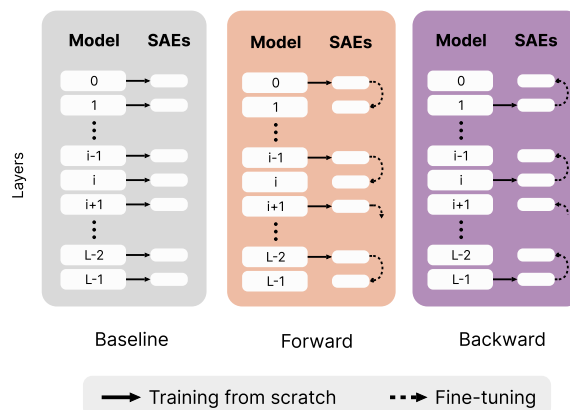 Model SAEs
0
1
i-1
i
i+1
L-2
L-1
Baseline
Model SAEs
0
1
i-1
i
i+1
L-2
L-1
Forward
Model SAEs
0
1
i-1
i
i+1
L-2
L-1
Backward
Layers
Training from scratch
Fine-tuning